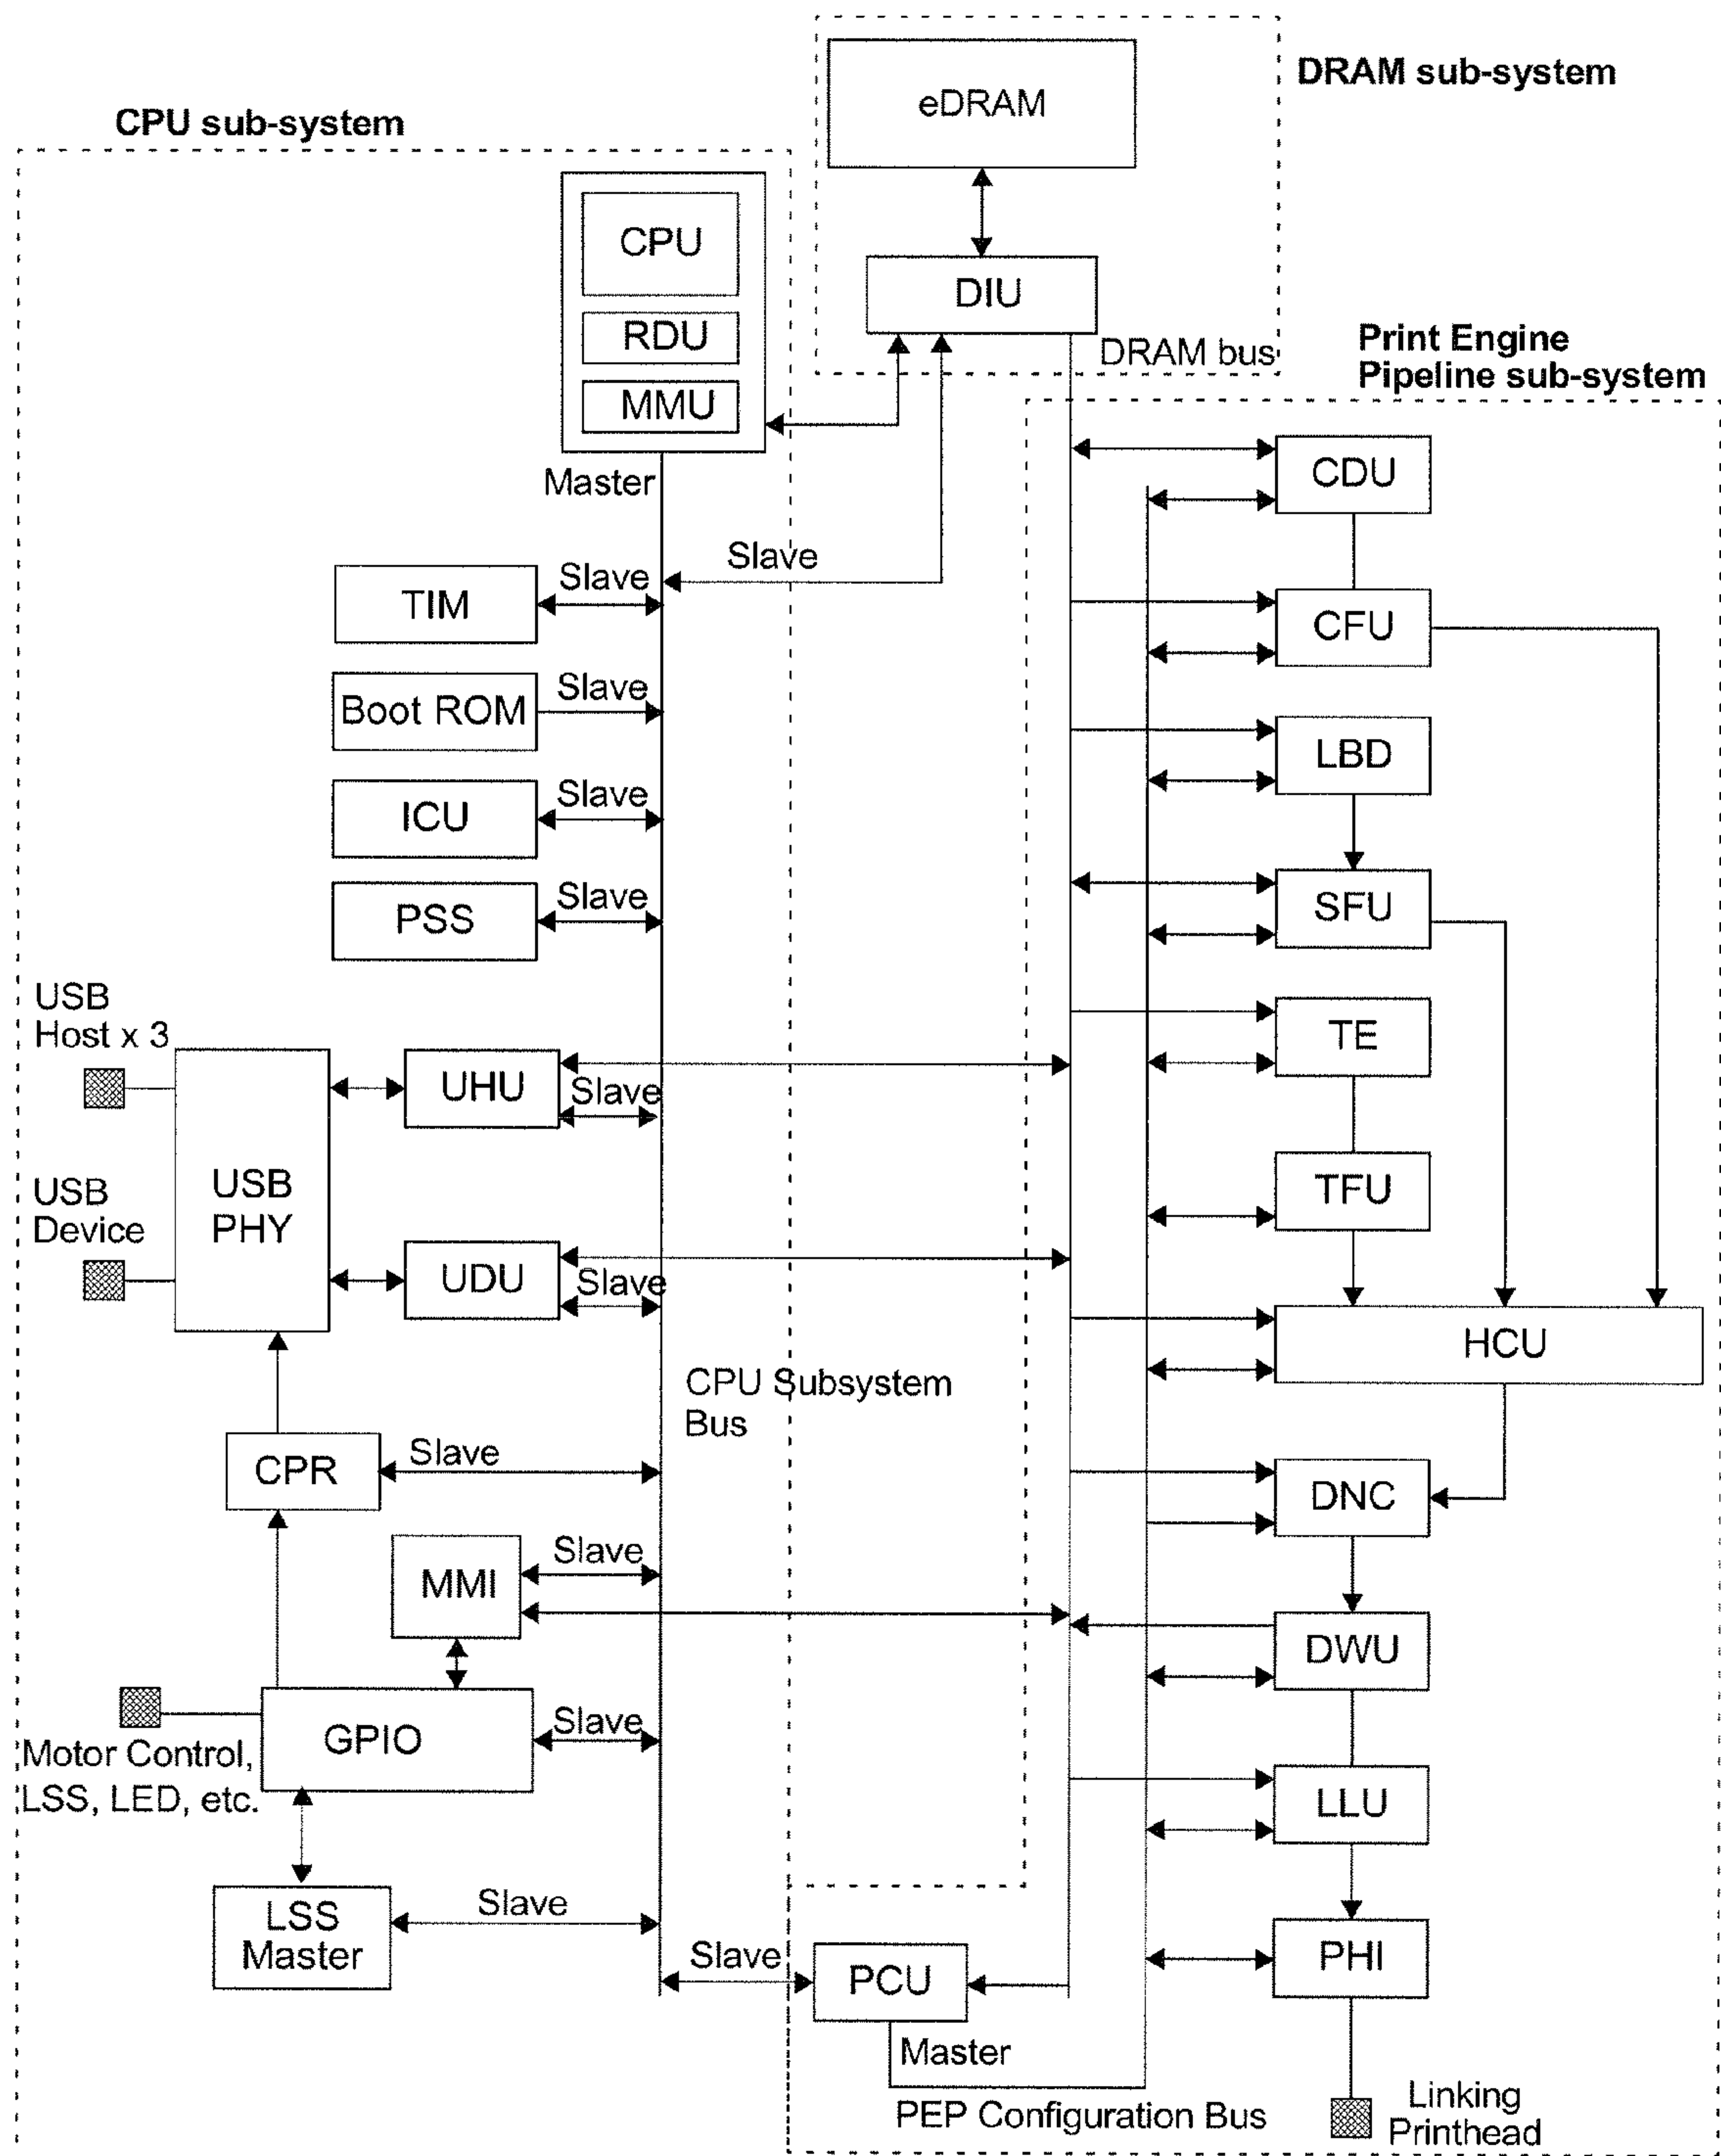 DRAM sub-system
eDRAM
CPU sub-system
CPU
DIU
RDU
Print Engine
DRAM bus
Pipeline sub-system
MMU
CDU
Master
Slave
Slave
TIM
CFU
Slave
Boot ROM
LBD
Slave
ICU
Slave
PSS
SFU
USB
Host x 3
TE
UHU
Slave
USB
Device
USB
PHY
TFU
UDU
Slave
HCU
CPU Subsystem
Bus
CPR
Slave
DNC
MMI
Slave
DWU
GPIO
Slave
Motor Control,
LSS, LED, etc.
LLU
LSS
Master
Slave
Slave
PCU
PHI
Master
PEP Configuration Bus
Linking
Printhead